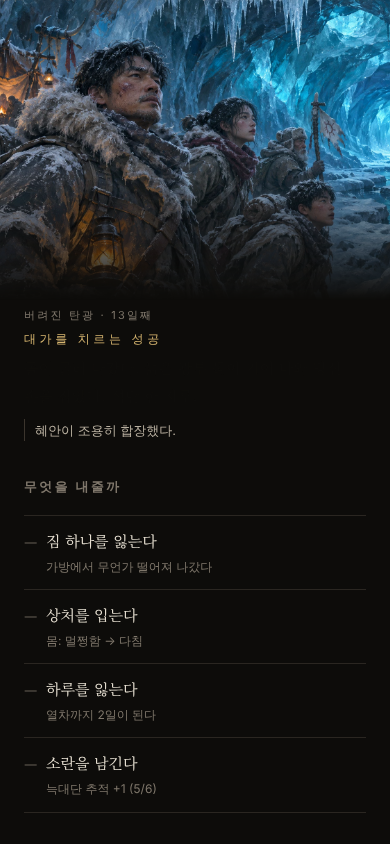 버려진 탄광 · 13일째
대가를 치르는 성공
혜안이 조용히 합장했다.
무엇을 내줄까
— 짐 하나를 잃는다
가방에서 무언가 떨어져 나갔다
— 상처를 입는다
몸: 멀쩡함 → 다침
— 하루를 잃는다
열차까지 2일이 된다
— 소란을 남긴다
늑대단 추적 +1 (5/6)